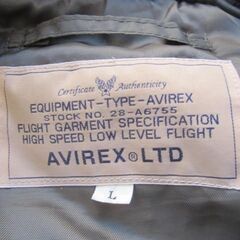 Certificate Authenticity
EQUIPMENT-TYPE-AVIREX
STOCK NO. 28-A6755
FLIGHT GARMENT SPECIFICATION
HIGH SPEED LOW LEVEL FLIGHT
AVIREX® LTD
L